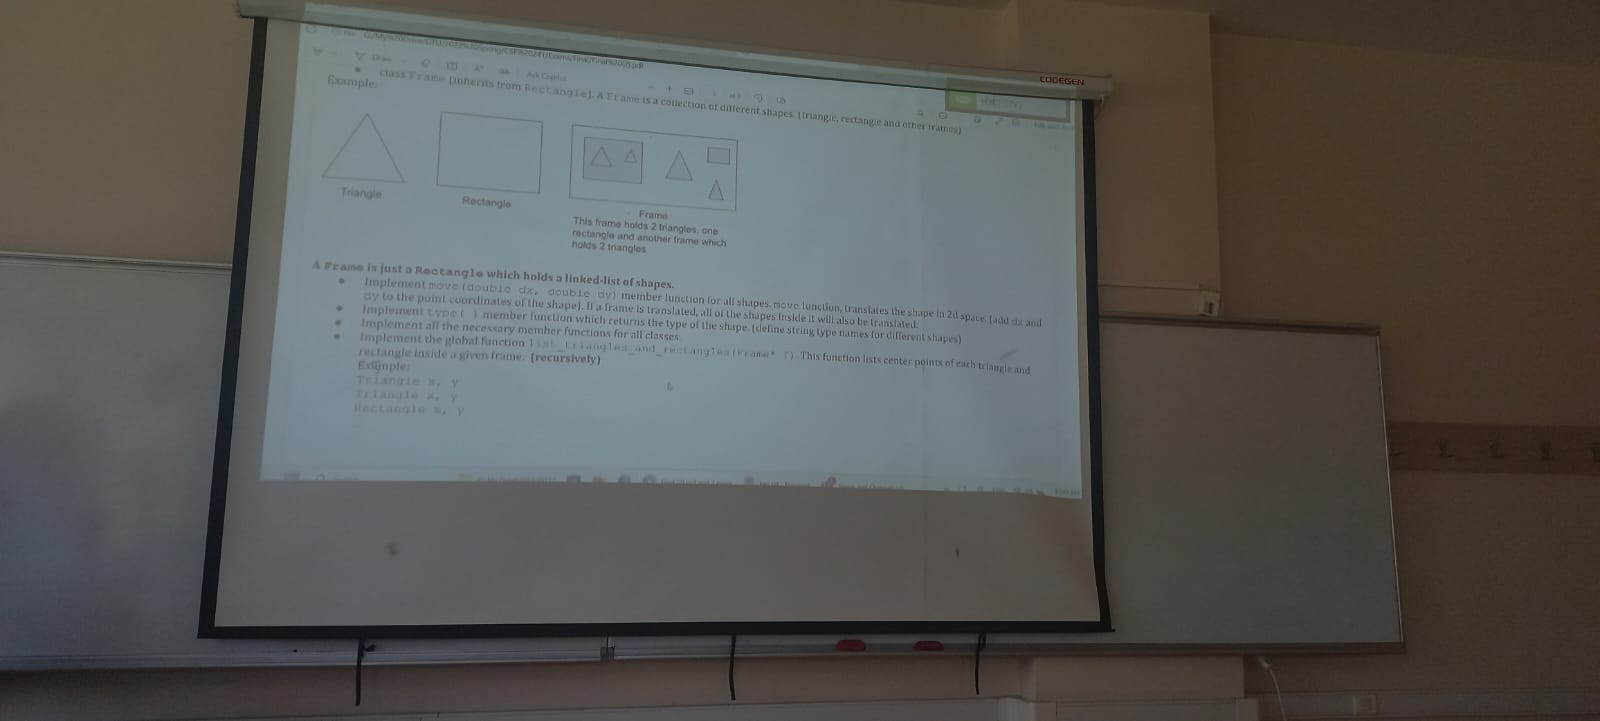 CODEGEN
Draw
Ask Copilot
class Frame [inherits from Rectangle]. A Frame is a collection of different shapes. (triangle, rectangle and other frames)
Example:
Triangle
Rectangle
Frame
This frame holds 2 triangles, one
rectangle and another frame which
holds 2 triangles
A Frame is just a Rectangle which holds a linked-list of shapes.
Implement move(double dx, double dy) member function for all shapes. move function, translates the shape in 2d space. (add dx and
dy to the point coordinates of the shape). If a frame is translated, all of the shapes inside it will also be translated.
Implement type( ) member function which returns the type of the shape. (define string type names for different shapes)
Implement all the necessary member functions for all classes.
Implement the global function list_triangles_and_rectangles(Frame* f). This function lists center points of each triangle and
rectangle inside a given frame. (recursively)
Example:
Triangle x, y
Triangle x, y
Rectangle x, y